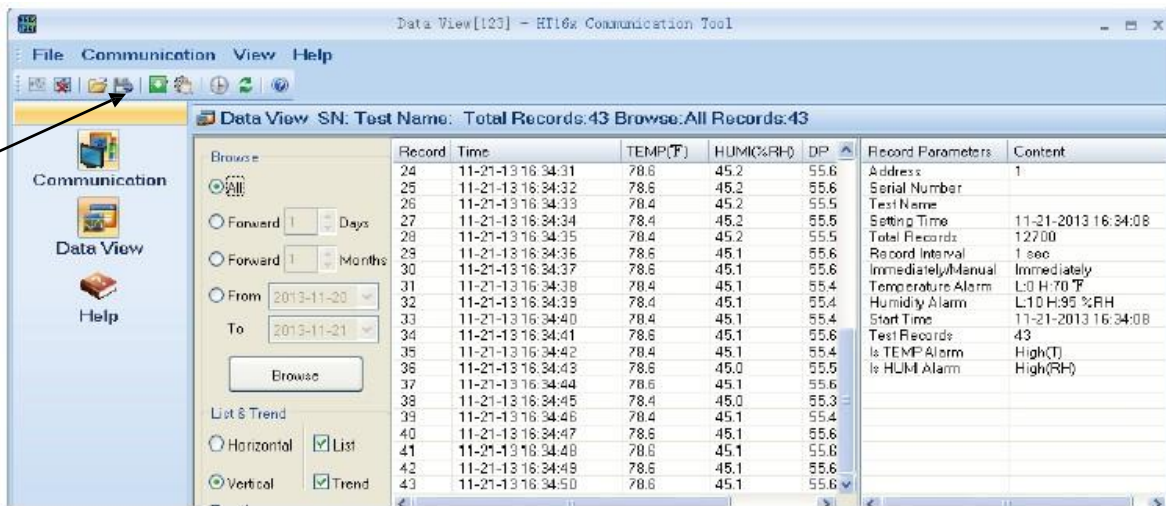 Data View[123] - HT16x Communication Tool
File Communication View Help
Data View SN: Test Name: Total Records:43 Browse:All Records:43
Communication
Data View
Help
Browse
All
Forward 1 Days
Forward 1 Months
From 2013-11-20
To 2013-11-21
Browse
List & Trend
Horizontal List
Vertical Trend
Record Time TEMP(℉) HUMI(%RH) DP
24 11-21-13 16:34:31 78.6 45.2 55.6
25 11-21-13 16:34:32 78.6 45.2 55.6
26 11-21-13 16:34:33 78.4 45.2 55.5
27 11-21-13 16:34:34 78.4 45.2 55.5
28 11-21-13 16:34:35 78.4 45.2 55.5
29 11-21-13 16:34:36 78.6 45.1 55.6
30 11-21-13 16:34:37 78.6 45.1 55.6
31 11-21-13 16:34:38 78.4 45.1 55.4
32 11-21-13 16:34:39 78.4 45.1 55.4
33 11-21-13 16:34:40 78.4 45.1 55.4
34 11-21-13 16:34:41 78.6 45.1 55.6
35 11-21-13 16:34:42 78.4 45.1 55.4
36 11-21-13 16:34:43 78.6 45.0 55.5
37 11-21-13 16:34:44 78.6 45.1 55.6
38 11-21-13 16:34:45 78.4 45.0 55.3
39 11-21-13 16:34:46 78.4 45.1 55.4
40 11-21-13 16:34:47 78.6 45.1 55.6
41 11-21-13 16:34:48 78.6 45.1 55.6
42 11-21-13 16:34:49 78.6 45.1 55.6
43 11-21-13 16:34:50 78.6 45.1 55.6
Record Parameters Content
Address 1
Serial Number
Test Name
Setting Time 11-21-2013 16:34:08
Total Records 12700
Record Interval 1 sec
Immediately/Manual Immediately
Temperature Alarm L:0 H:70 ℉
Humidity Alarm L:10 H:95 %RH
Start Time 11-21-2013 16:34:08
Test Records 43
Is TEMP Alarm High(T)
Is HUMI Alarm High(RH)